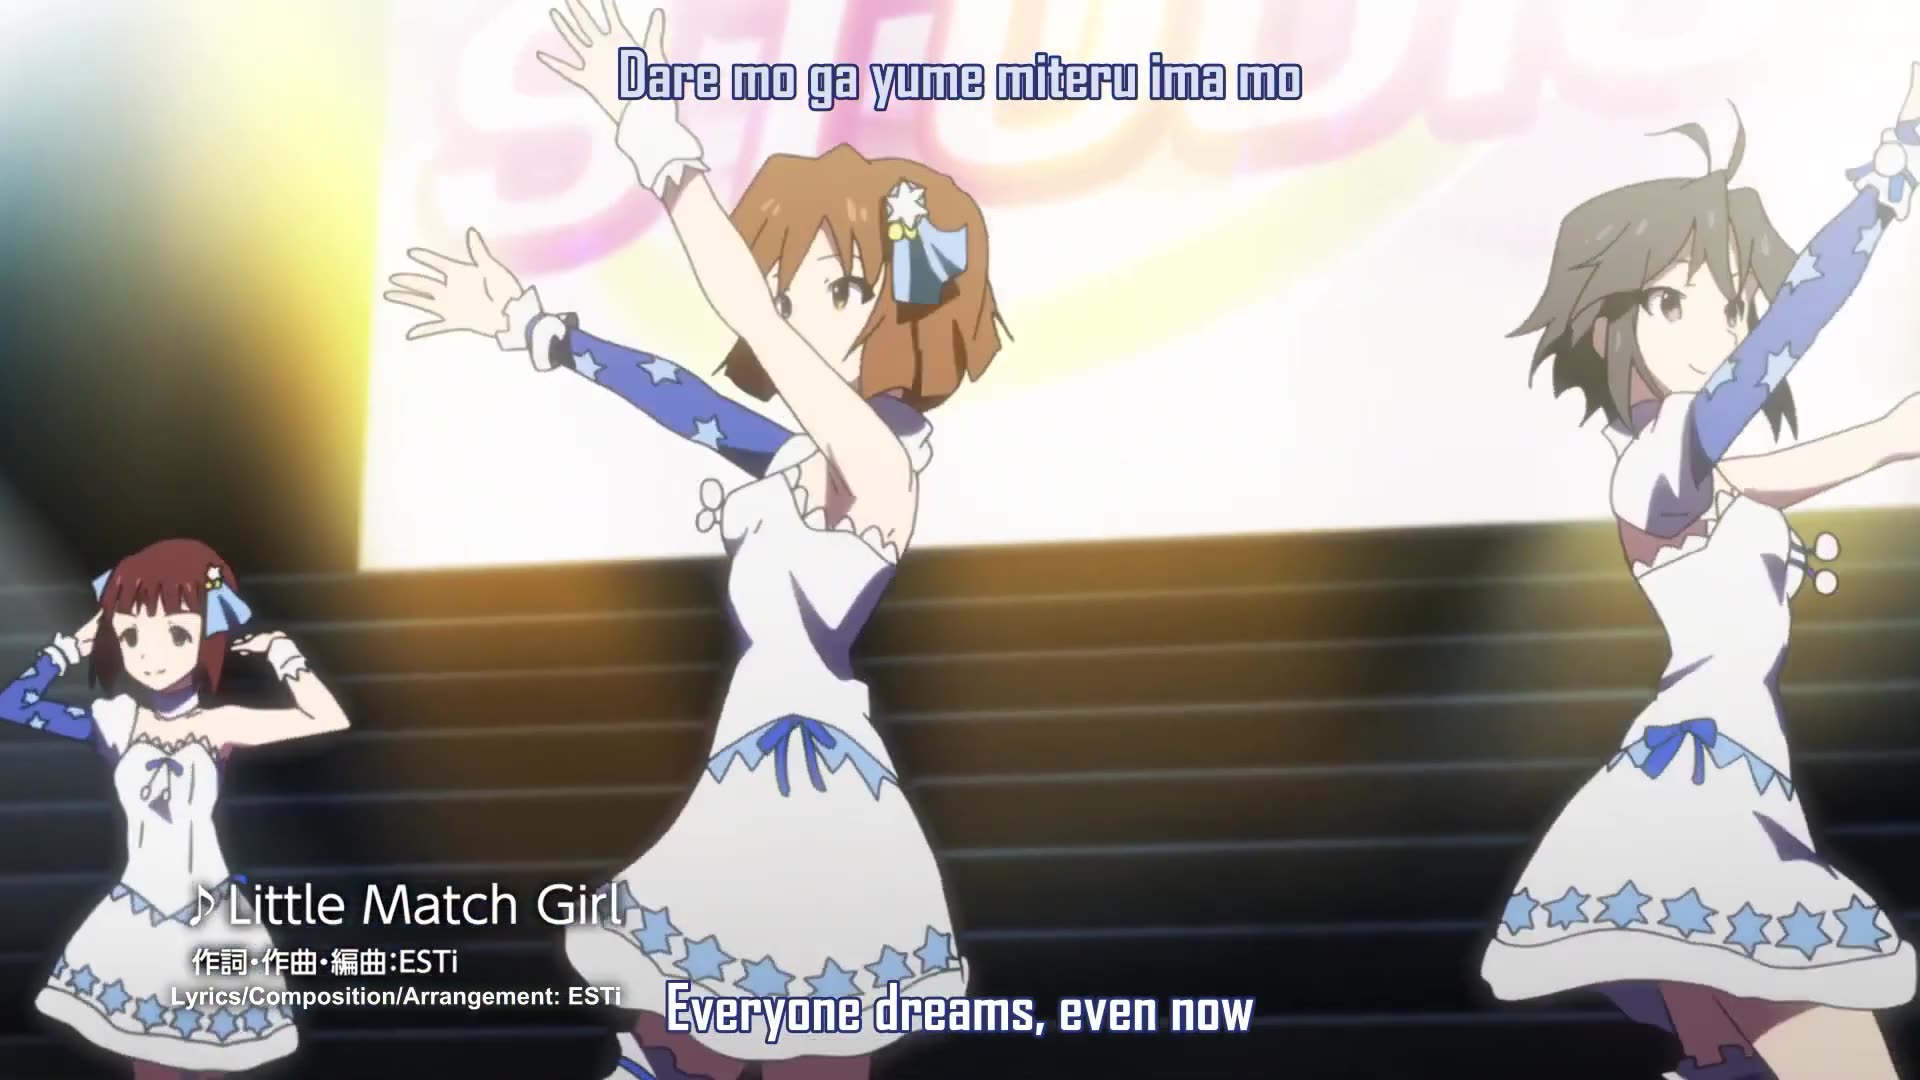 STUDIO
Dare mo ga yume miteru ima mo
♪Little Match Girl
作詞・作曲・編曲:ESTi
Lyrics/Composition/Arrangement: ESTi
Everyone dreams, even now